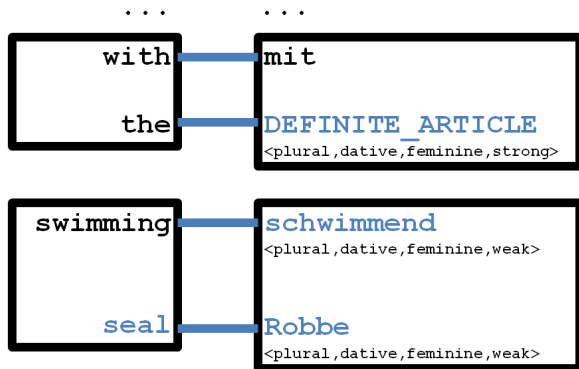 ... ...
with mit
the DEFINITE_ARTICLE
<plural,dative,feminine,strong>
swimming schwimmend
<plural,dative,feminine,weak>
seal Robbe
<plural,dative,feminine,weak>